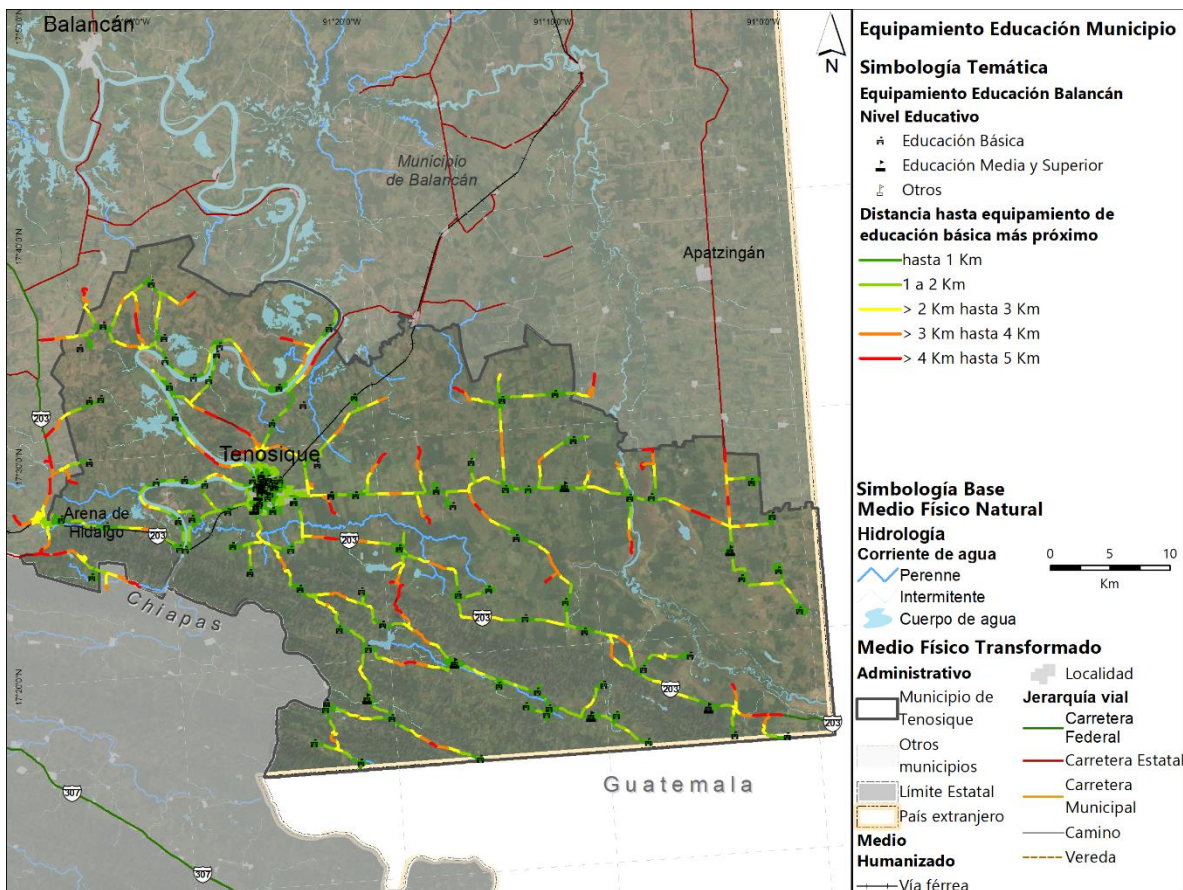 Balancán
91°20'0"W
91°10'0"W
91°0'0"W
17°50'0"N
Municipio
de Balancán
Apatzingán
17°40'0"N
203
Tenosique
17°30'0"N
Arena de
Hidalgo
203
203
Chiapas
203
17°20'0"N
203
203
Guatemala
307
307
N
Equipamiento Educación Municipio
Simbología Temática
Equipamiento Educación Balancán
Nivel Educativo
Educación Básica
Educación Media y Superior
Otros
Distancia hasta equipamiento de
educación básica más próximo
hasta 1 Km
1 a 2 Km
> 2 Km hasta 3 Km
> 3 Km hasta 4 Km
> 4 Km hasta 5 Km
Simbología Base
Medio Físico Natural
Hidrología
Corriente de agua
Perenne
Intermitente
Cuerpo de agua
0 5 10
Km
Medio Físico Transformado
Administrativo
Municipio de
Tenosique
Otros
municipios
Límite Estatal
País extranjero
Medio
Humanizado
Vía férrea
Localidad
Jerarquía vial
Carretera
Federal
Carretera Estatal
Carretera
Municipal
Camino
Vereda